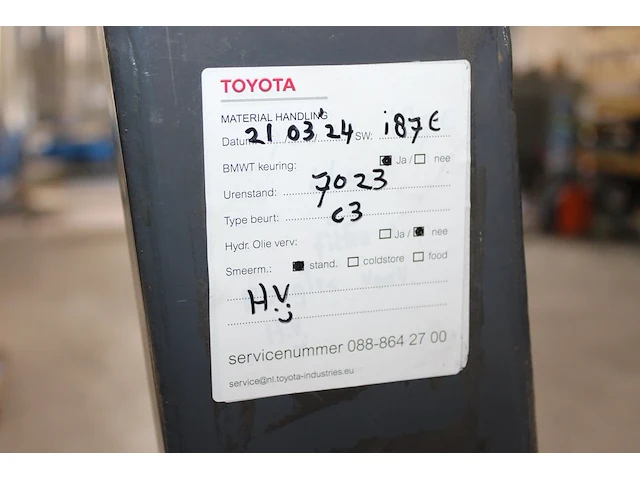 TOYOTA
MATERIAL HANDLING
Datum 21 03 '24 SW: i87E
BMWT keuring: Ja / nee
Urenstand: 7023
Type beurt: C3
Hydr. Olie verv: Ja / nee
Smeerm.: stand. coldstore food
H.V.
servicenummer 088-864 27 00
service@nl.toyota-industries.eu